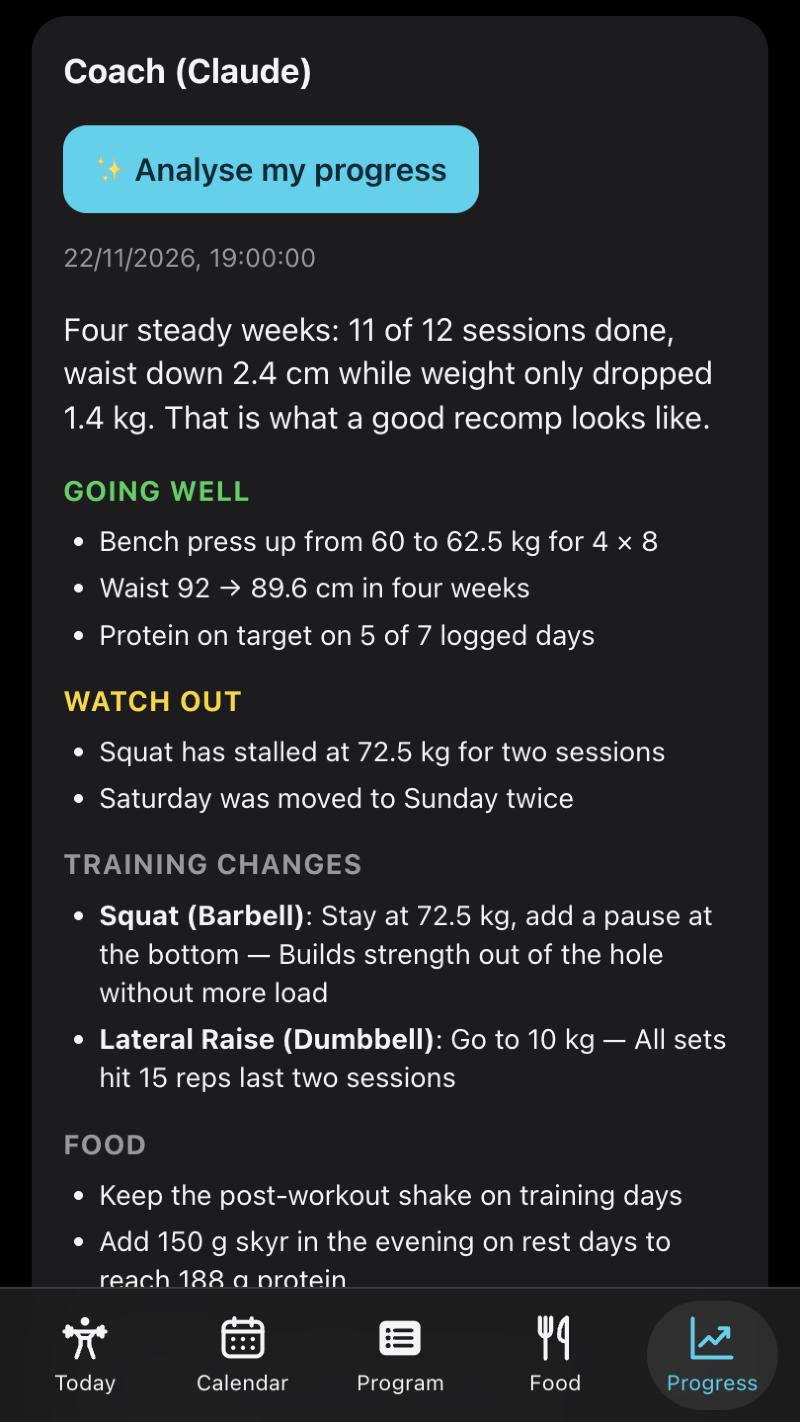 Coach (Claude)
✨ Analyse my progress
22/11/2026, 19:00:00
Four steady weeks: 11 of 12 sessions done,
waist down 2.4 cm while weight only dropped
1.4 kg. That is what a good recomp looks like.
GOING WELL
• Bench press up from 60 to 62.5 kg for 4 × 8
• Waist 92 → 89.6 cm in four weeks
• Protein on target on 5 of 7 logged days
WATCH OUT
• Squat has stalled at 72.5 kg for two sessions
• Saturday was moved to Sunday twice
TRAINING CHANGES
• Squat (Barbell): Stay at 72.5 kg, add a pause at
the bottom — Builds strength out of the hole
without more load
• Lateral Raise (Dumbbell): Go to 10 kg — All sets
hit 15 reps last two sessions
FOOD
• Keep the post-workout shake on training days
• Add 150 g skyr in the evening on rest days to
reach 188 g protein
Today
Calendar
Program
Food
Progress